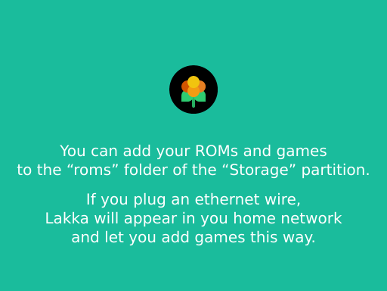 You can add your ROMs and games
to the “roms” folder of the “Storage” partition.
If you plug an ethernet wire,
Lakka will appear in you home network
and let you add games this way.